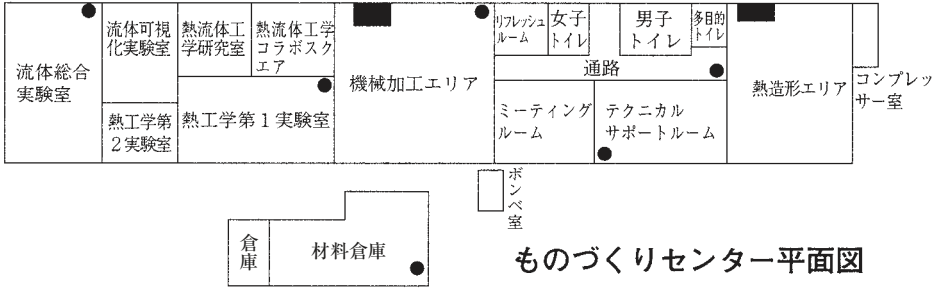 流体総合
実験室
流体可視
化実験室
熱工学第
2実験室
熱流体工
学研究室
熱流体工学
コラボスク
エア
熱工学第1実験室
機械加工エリア
リフレッシュ
ルーム
女子
トイレ
男子
トイレ
多目的
トイレ
通路
ミーティング
ルーム
テクニカル
サポートルーム
熱造形エリア
コンプレッ
サー室
ボンベ室
倉庫
材料倉庫
ものづくりセンター平面図